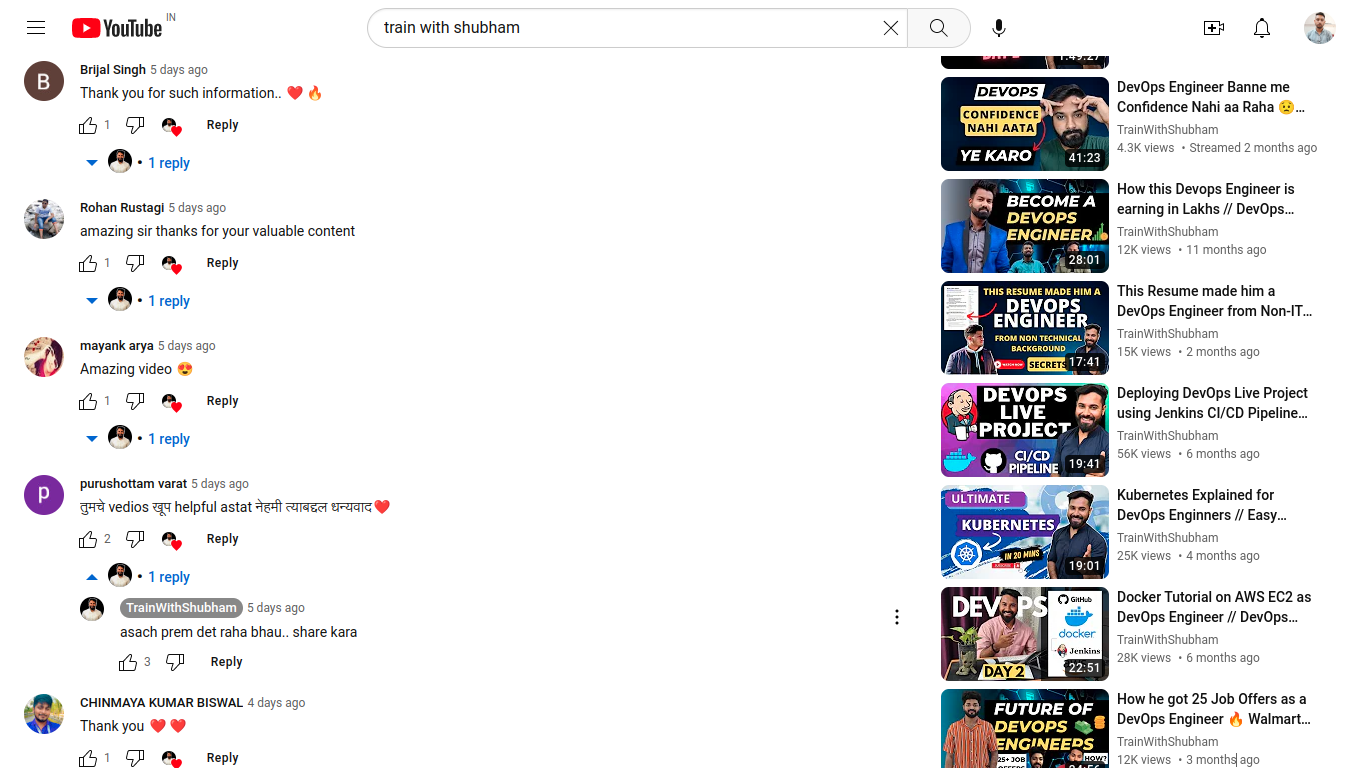 YouTube IN
train with shubham
B
Brijal Singh 5 days ago
Thank you for such information.. ❤️ 🔥
1 Reply
• 1 reply
Rohan Rustagi 5 days ago
amazing sir thanks for your valuable content
1 Reply
• 1 reply
mayank arya 5 days ago
Amazing video 😍
1 Reply
• 1 reply
p
purushottam varat 5 days ago
तुमचे vedios खूप helpful astat नेहमी त्याबद्दल धन्यवाद❤️
2 Reply
• 1 reply
TrainWithShubham 5 days ago
asach prem det raha bhau.. share kara
3 Reply
CHINMAYA KUMAR BISWAL 4 days ago
Thank you ❤️ ❤️
1 Reply
1:49:27
DEVOPS
CONFIDENCE
NAHI AATA
YE KARO
41:23
DevOps Engineer Banne me
Confidence Nahi aa Raha 😟...
TrainWithShubham
4.3K views • Streamed 2 months ago
BECOME A
DEVOPS
ENGINEER
28:01
How this Devops Engineer is
earning in Lakhs // DevOps...
TrainWithShubham
12K views • 11 months ago
THIS RESUME MADE HIM A
DEVOPS
ENGINEER
FROM NON TECHNICAL
BACKGROUND
WATCH NOW
SECRETS
17:41
This Resume made him a
DevOps Engineer from Non-IT...
TrainWithShubham
15K views • 2 months ago
DEVOPS
LIVE
PROJECT
CI/CD
PIPELINE
19:41
Deploying DevOps Live Project
using Jenkins CI/CD Pipeline...
TrainWithShubham
56K views • 6 months ago
ULTIMATE
KUBERNETES
IN 20 MINS
19:01
Kubernetes Explained for
DevOps Enginners // Easy...
TrainWithShubham
25K views • 4 months ago
DEVOPS
GitHub
docker
Jenkins
DAY 2
22:51
Docker Tutorial on AWS EC2 as
DevOps Engineer // DevOps...
TrainWithShubham
28K views • 6 months ago
FUTURE OF
DEVOPS
ENGINEERS
25+ JOB
OFFERS
HOW?
How he got 25 Job Offers as a
DevOps Engineer 🔥 Walmart...
TrainWithShubham
12K views • 3 months ago